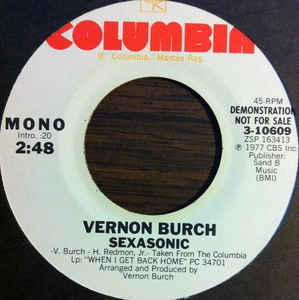 COLUMBIA
® Columbia, Marcas Reg.
45 RPM
DEMONSTRATION
NOT FOR SALE
3-10609
ZSP 163413
℗ 1977 CBS Inc.
Publisher:
Sand B
Music
(BMI)
MONO
Intro. :20
2:48
VERNON BURCH
SEXASONIC
-V. Burch - H. Redmon, Jr.- Taken From The Columbia
Lp: "WHEN I GET BACK HOME" PC 34701
Arranged and Produced by
Vernon Burch